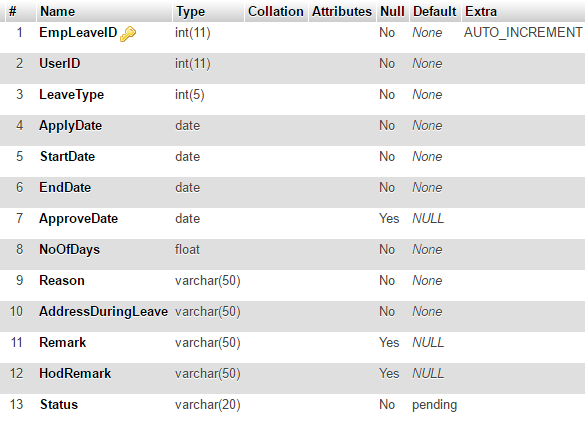 # Name Type Collation Attributes Null Default Extra
1 EmpLeaveID int(11) No None AUTO_INCREMENT
2 UserID int(11) No None
3 LeaveType int(5) No None
4 ApplyDate date No None
5 StartDate date No None
6 EndDate date No None
7 ApproveDate date Yes NULL
8 NoOfDays float No None
9 Reason varchar(50) No None
10 AddressDuringLeave varchar(50) No None
11 Remark varchar(50) Yes NULL
12 HodRemark varchar(50) Yes NULL
13 Status varchar(20) No pending